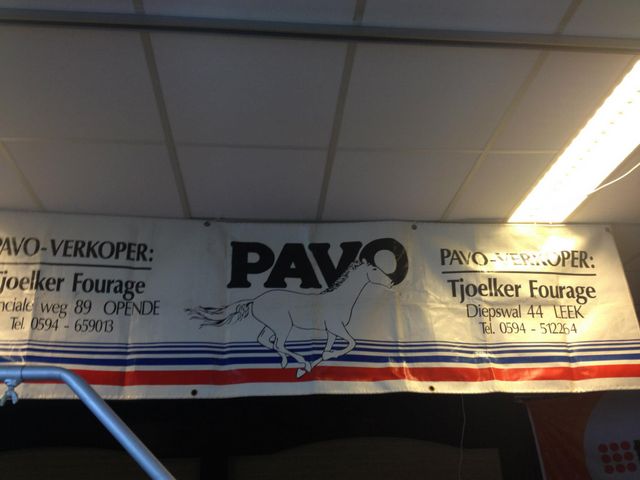 PAVO-VERKOPER:
Tjoelker Fourage
weg 89 OPENDE
Tel. 0594 - 659013
PAVO
PAVO-VERKOPER:
Tjoelker Fourage
Diepswal 44 LEEK
Tel. 0594 - 512264